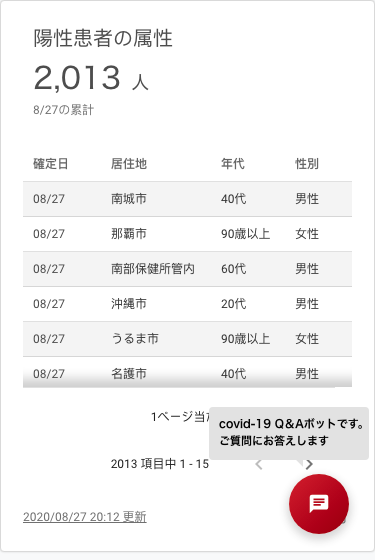 陽性患者の属性
2,013 人
8/27の累計
確定日 居住地 年代 性別
08/27 南城市 40代 男性
08/27 那覇市 90歳以上 女性
08/27 南部保健所管内 60代 男性
08/27 沖縄市 20代 男性
08/27 うるま市 90歳以上 女性
08/27 名護市 40代 男性
1ページ当
covid-19 Q&Aボットです。
ご質問にお答えします
2013 項目中 1 - 15
2020/08/27 20:12 更新